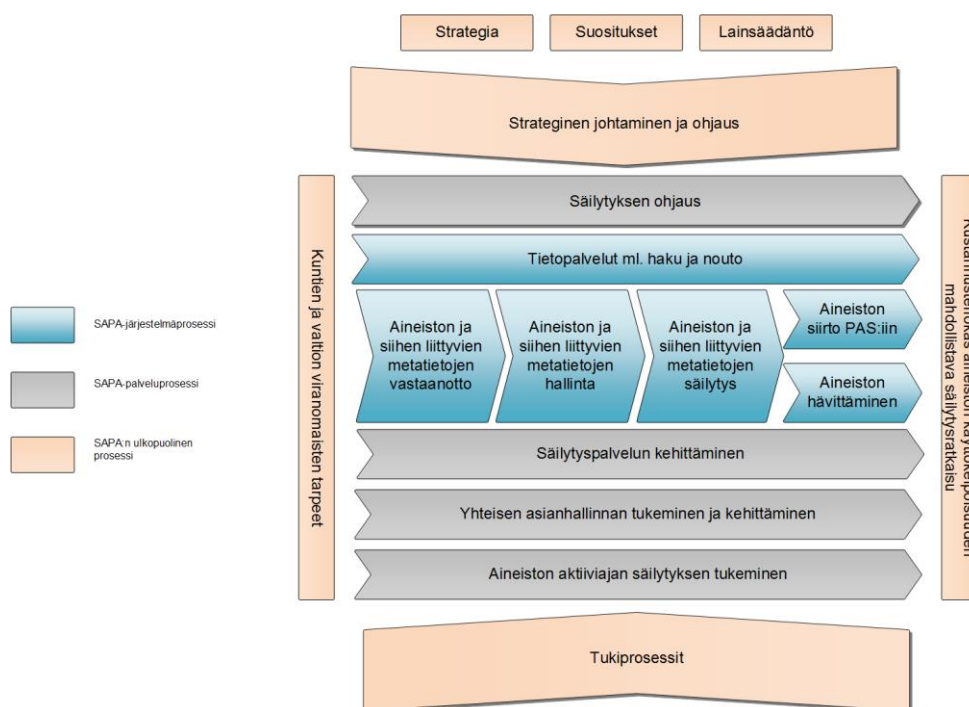 Strategia
Suositukset
Lainsäädäntö
Strateginen johtaminen ja ohjaus
Kuntien ja valtion viranomaisten tarpeet
Säilytyksen ohjaus
Tietopalvelut ml. haku ja nouto
Aineiston ja
siihen liittyvien
metatietojen
vastaanotto
Aineiston ja
siihen liittyvien
metatietojen
hallinta
Aineiston ja
siihen liittyvien
metatietojen
säilytys
Aineiston
siirto PAS:iin
Aineiston
hävittäminen
Säilytyspalvelun kehittäminen
Yhteisen asianhallinnan tukeminen ja kehittäminen
Aineiston aktiiviajan säilytyksen tukeminen
Tukiprosessit
Kustannustehokas aineiston käyttökelpoisuuden
mahdollistava säilytysratkaisu
SAPA-järjestelmäprosessi
SAPA-palveluprosessi
SAPA:n ulkopuolinen
prosessi